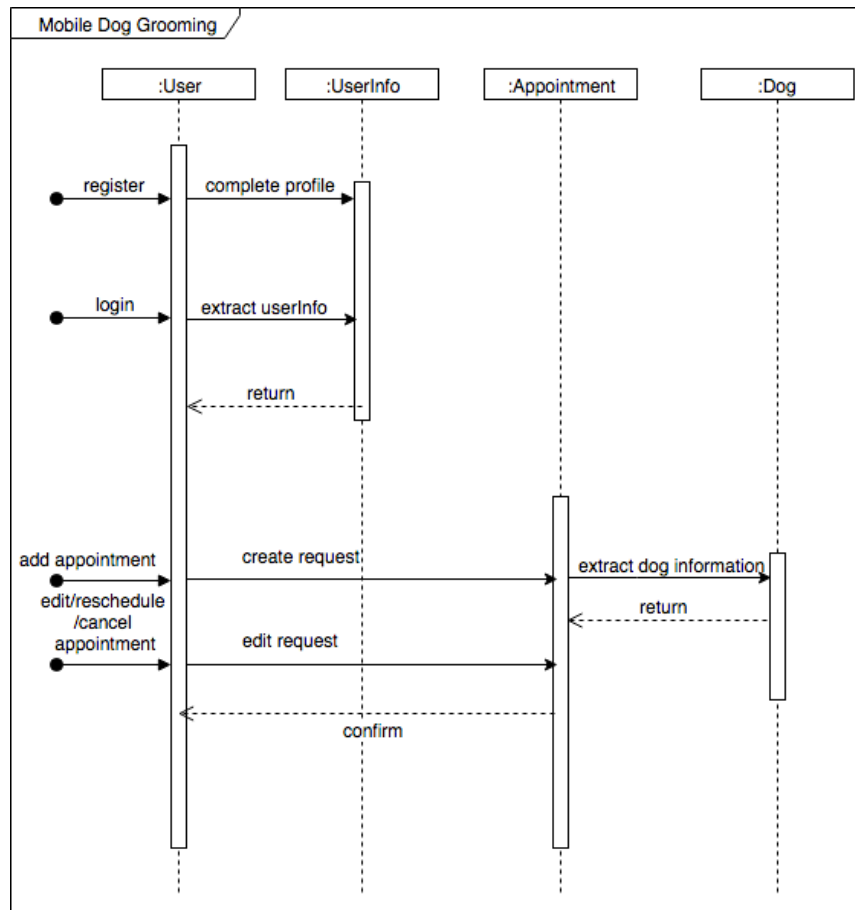 Mobile Dog Grooming
:User
:UserInfo
:Appointment
:Dog
register
complete profile
login
extract userInfo
return
add appointment
create request
extract dog information
edit/reschedule
/cancel
appointment
return
edit request
confirm